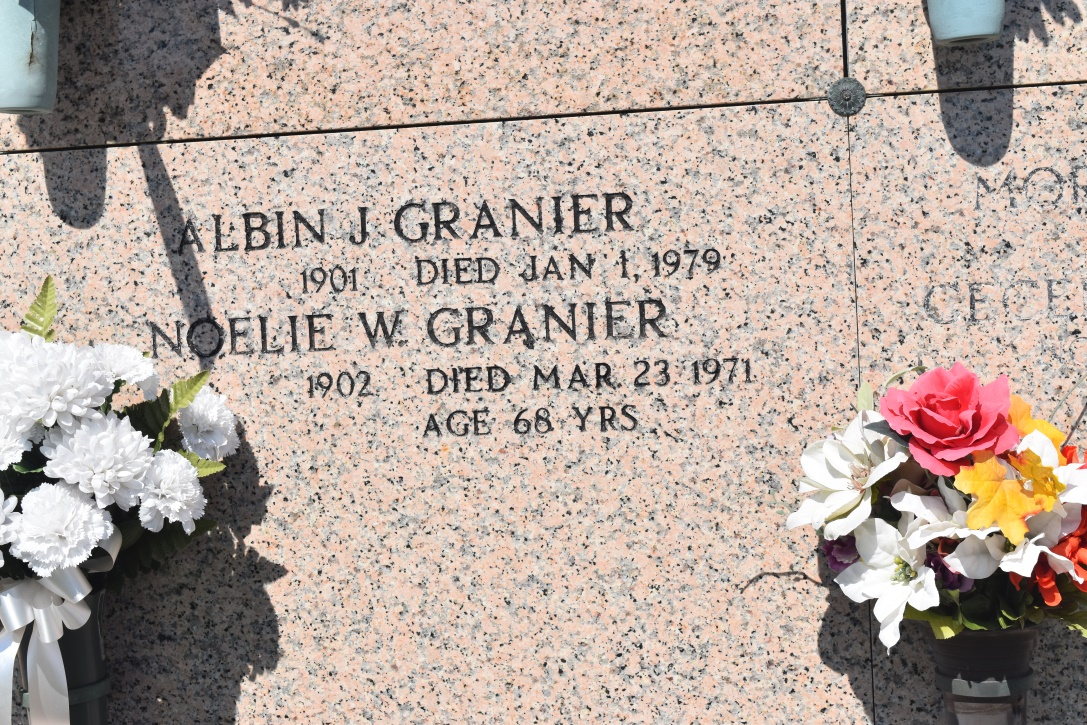 ALBIN J GRANIER
1901 DIED JAN 1, 1979
NOELIE W. GRANIER
1902 DIED MAR 23 1971
AGE 68 YRS